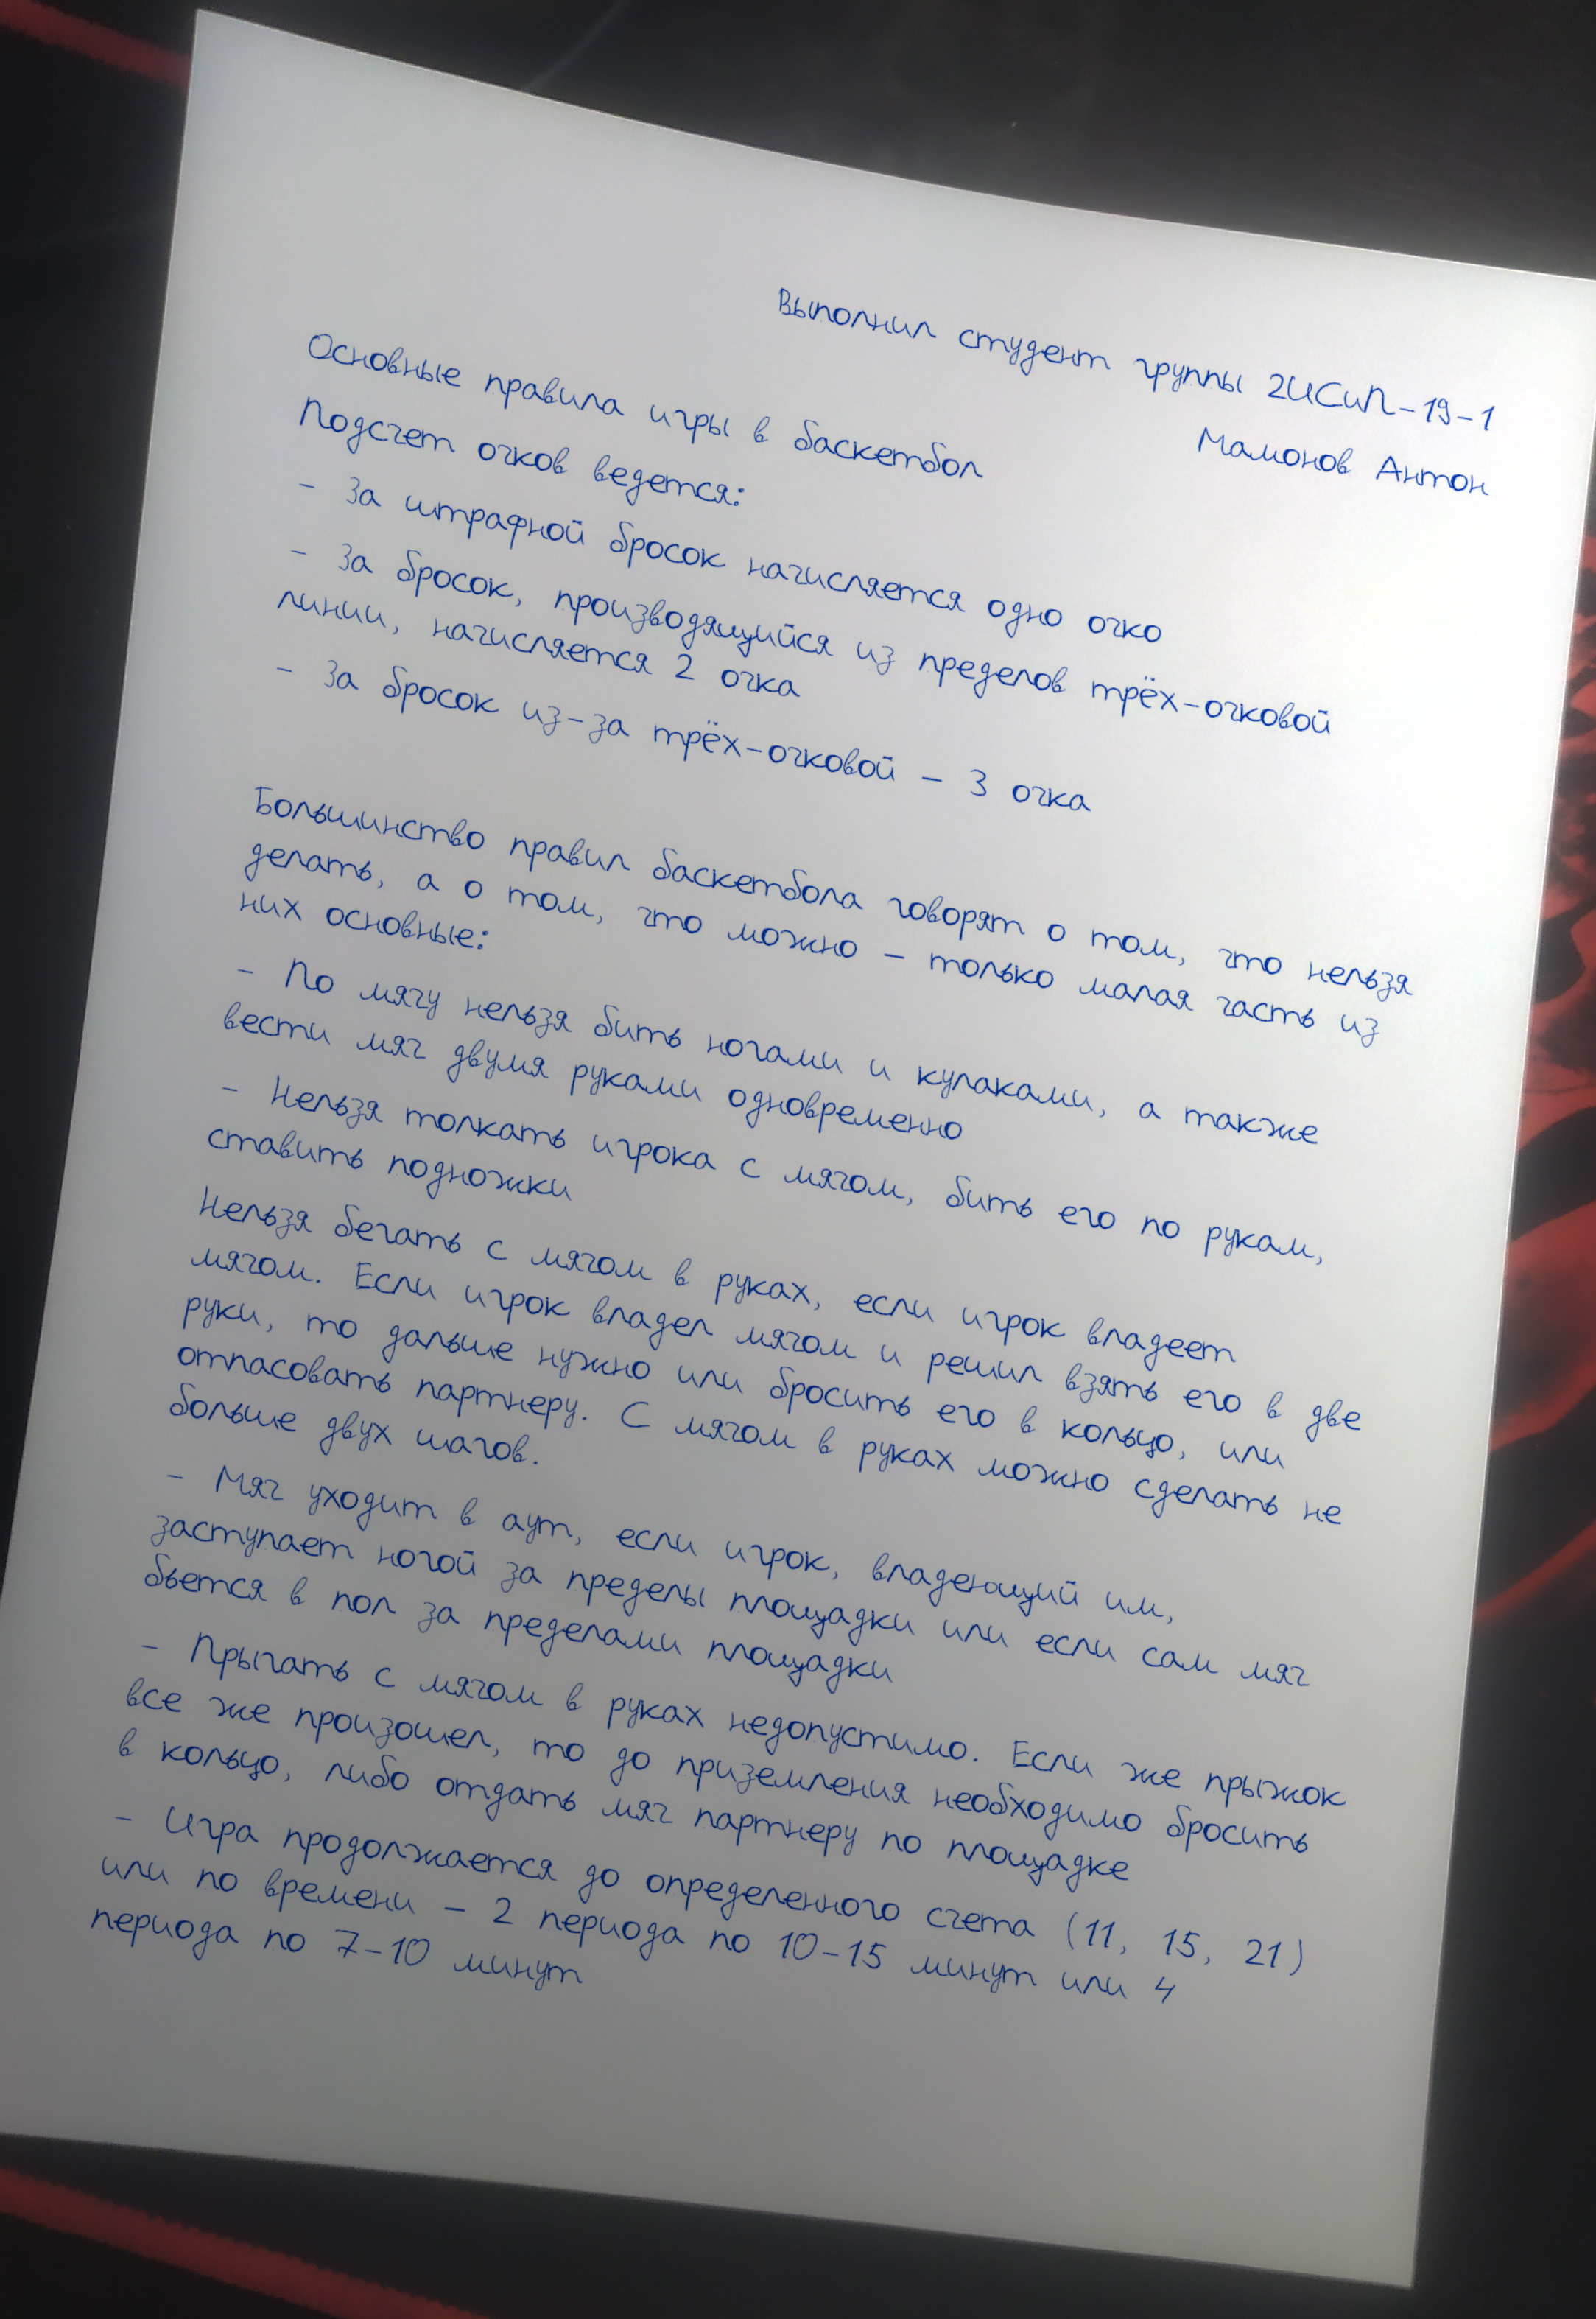 Выполнил студент группы 2ИСиП-19-1
Мамонов Антон
Основные правила игры в баскетбол
Подсчет очков ведется:
- За штрафной бросок начисляется одно очко
- За бросок, производящийся из пределов трёх-очковой
линии, начисляется 2 очка
- За бросок из-за трёх-очковой - 3 очка
Большинство правил баскетбола говорят о том, что нельзя
делать, а о том, что можно - только малая часть из
них основные:
- По мячу нельзя бить ногами и кулаками, а также
вести мяч двумя руками одновременно
- Нельзя толкать игрока с мячом, бить его по рукам,
ставить подножки
Нельзя бегать с мячом в руках, если игрок владеет
мячом. Если игрок владел мячом и решил взять его в две
руки, то дальше нужно или бросить его в кольцо, или
отпасовать партнеру. С мячом в руках можно сделать не
больше двух шагов.
- Мяч уходит в аут, если игрок, владеющий им,
заступает ногой за пределы площадки или если сам мяч
бьется в пол за пределами площадки
- Прыгать с мячом в руках недопустимо. Если же прыжок
все же произошел, то до приземления необходимо бросить
в кольцо, либо отдать мяч партнеру по площадке
- Игра продолжается до определенного счета (11, 15, 21)
или по времени - 2 периода по 10-15 минут или 4
периода по 7-10 минут